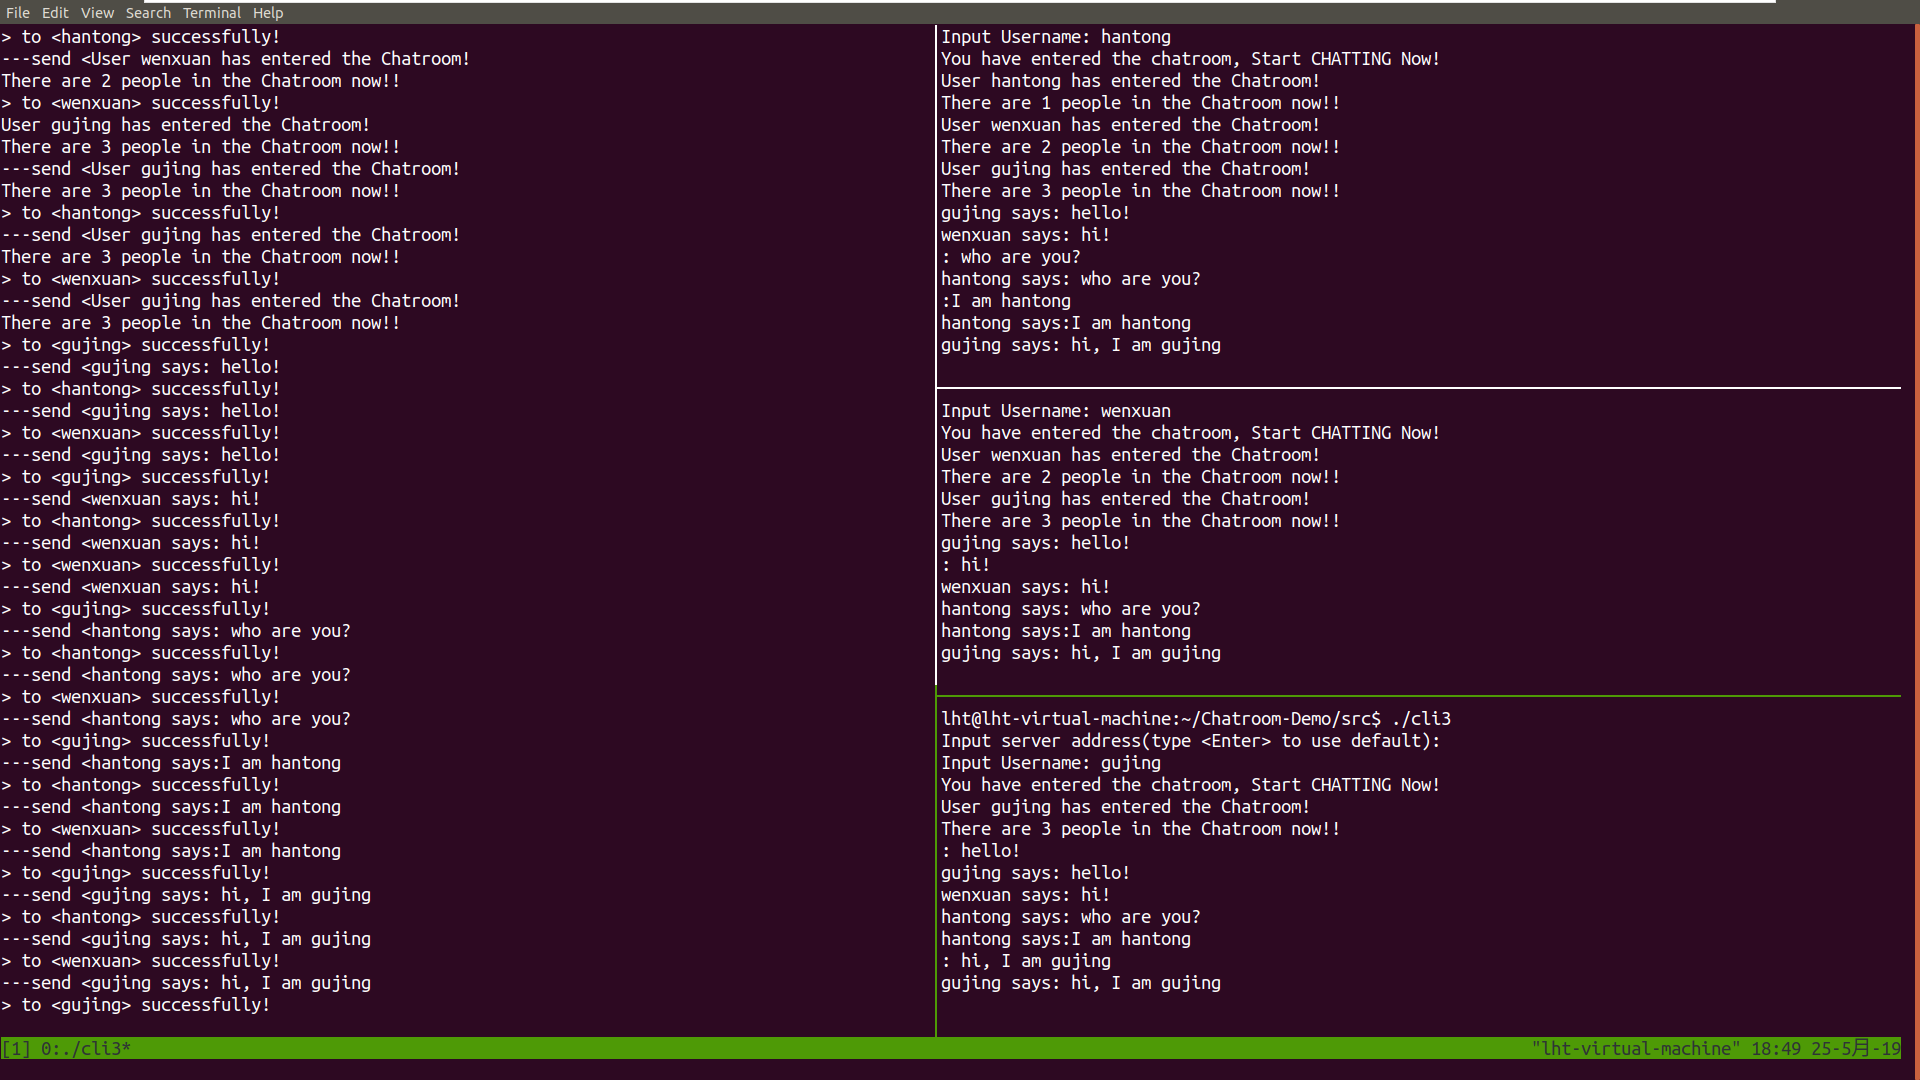 File Edit View Search Terminal Help
> to <hantong> successfully!
---send <User wenxuan has entered the Chatroom!
There are 2 people in the Chatroom now!!
> to <wenxuan> successfully!
User gujing has entered the Chatroom!
There are 3 people in the Chatroom now!!
---send <User gujing has entered the Chatroom!
There are 3 people in the Chatroom now!!
> to <hantong> successfully!
---send <User gujing has entered the Chatroom!
There are 3 people in the Chatroom now!!
> to <wenxuan> successfully!
---send <User gujing has entered the Chatroom!
There are 3 people in the Chatroom now!!
> to <gujing> successfully!
---send <gujing says: hello!
> to <hantong> successfully!
---send <gujing says: hello!
> to <wenxuan> successfully!
---send <gujing says: hello!
> to <gujing> successfully!
---send <wenxuan says: hi!
> to <hantong> successfully!
---send <wenxuan says: hi!
> to <wenxuan> successfully!
---send <wenxuan says: hi!
> to <gujing> successfully!
---send <hantong says: who are you?
> to <hantong> successfully!
---send <hantong says: who are you?
> to <wenxuan> successfully!
---send <hantong says: who are you?
> to <gujing> successfully!
---send <hantong says:I am hantong
> to <hantong> successfully!
---send <hantong says:I am hantong
> to <wenxuan> successfully!
---send <hantong says:I am hantong
> to <gujing> successfully!
---send <gujing says: hi, I am gujing
> to <hantong> successfully!
---send <gujing says: hi, I am gujing
> to <wenxuan> successfully!
---send <gujing says: hi, I am gujing
> to <gujing> successfully!
Input Username: hantong
You have entered the chatroom, Start CHATTING Now!
User hantong has entered the Chatroom!
There are 1 people in the Chatroom now!!
User wenxuan has entered the Chatroom!
There are 2 people in the Chatroom now!!
User gujing has entered the Chatroom!
There are 3 people in the Chatroom now!!
gujing says: hello!
wenxuan says: hi!
: who are you?
hantong says: who are you?
:I am hantong
hantong says:I am hantong
gujing says: hi, I am gujing
Input Username: wenxuan
You have entered the chatroom, Start CHATTING Now!
User wenxuan has entered the Chatroom!
There are 2 people in the Chatroom now!!
User gujing has entered the Chatroom!
There are 3 people in the Chatroom now!!
gujing says: hello!
: hi!
wenxuan says: hi!
hantong says: who are you?
hantong says:I am hantong
gujing says: hi, I am gujing
lht@lht-virtual-machine:~/Chatroom-Demo/src$ ./cli3
Input server address(type <Enter> to use default):
Input Username: gujing
You have entered the chatroom, Start CHATTING Now!
User gujing has entered the Chatroom!
There are 3 people in the Chatroom now!!
: hello!
gujing says: hello!
wenxuan says: hi!
hantong says: who are you?
hantong says:I am hantong
: hi, I am gujing
gujing says: hi, I am gujing
[1] 0:./cli3* "lht-virtual-machine" 18:49 25-5月-19